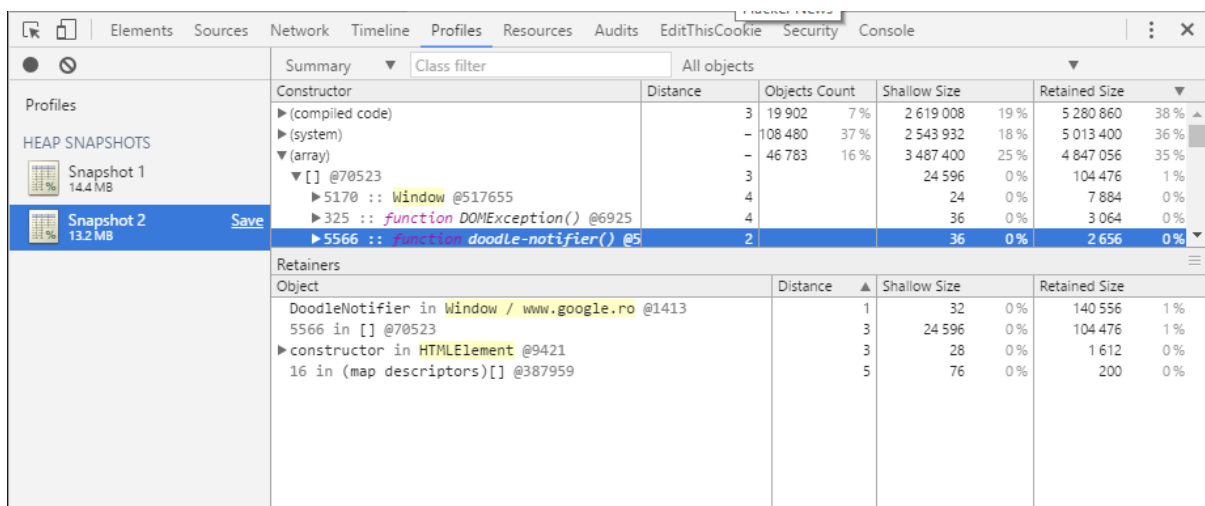 Hacker News
Elements Sources Network Timeline Profiles Resources Audits EditThisCookie Security Console
Summary ▼ Class filter All objects ▼
Profiles
HEAP SNAPSHOTS
Snapshot 1
14.4 MB
Snapshot 2 Save
13.2 MB
Constructor Distance Objects Count Shallow Size Retained Size ▼
▶(compiled code) 3 19 902 7 % 2 619 008 19 % 5 280 860 38 %
▶(system) – 108 480 37 % 2 543 932 18 % 5 013 400 36 %
▼(array) – 46 783 16 % 3 487 400 25 % 4 847 056 35 %
▼[] @70523 3 24 596 0 % 104 476 1 %
▶5170 :: Window @517655 4 24 0 % 7 884 0 %
▶325 :: function DOMException() @6925 4 36 0 % 3 064 0 %
▶5566 :: function doodle-notifier() @5 2 36 0 % 2 656 0 %
Retainers
Object Distance ▲ Shallow Size Retained Size
DoodleNotifier in Window / www.google.ro @1413 1 32 0 % 140 556 1 %
5566 in [] @70523 3 24 596 0 % 104 476 1 %
▶constructor in HTMLElement @9421 3 28 0 % 1 612 0 %
16 in (map descriptors)[] @387959 5 76 0 % 200 0 %